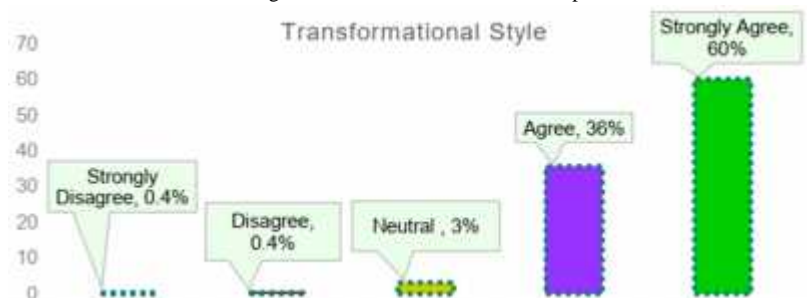 Transformational Style
70
60
50
40
30
20
10
0
Strongly
Disagree, 0.4%
Disagree,
0.4%
Neutral , 3%
Agree, 36%
Strongly Agree,
60%